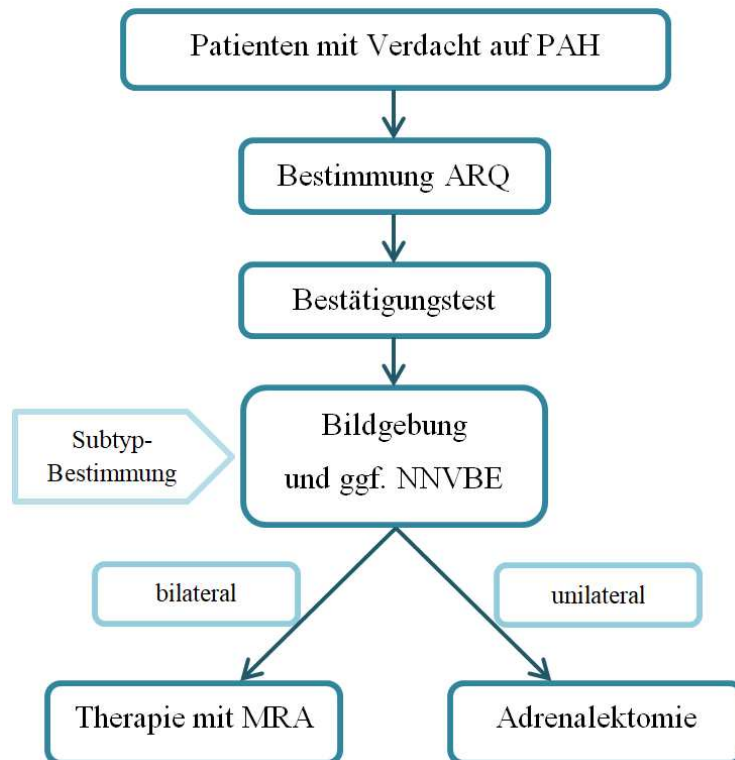 Patienten mit Verdacht auf PAH
Bestimmung ARQ
Bestätigungstest
Subtyp-
Bestimmung
Bildgebung
und ggf. NNVBE
bilateral
unilateral
Therapie mit MRA
Adrenalektomie